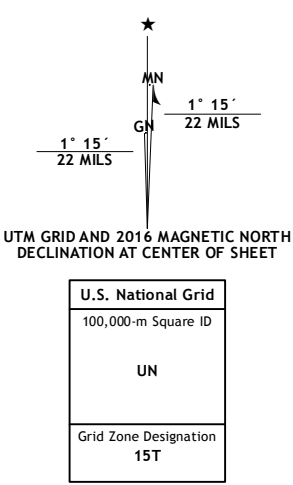 MN
1° 15´
22 MILS
GN
1° 15´
22 MILS
UTM GRID AND 2016 MAGNETIC NORTH
DECLINATION AT CENTER OF SHEET
U.S. National Grid
100,000-m Square ID
UN
Grid Zone Designation
15T